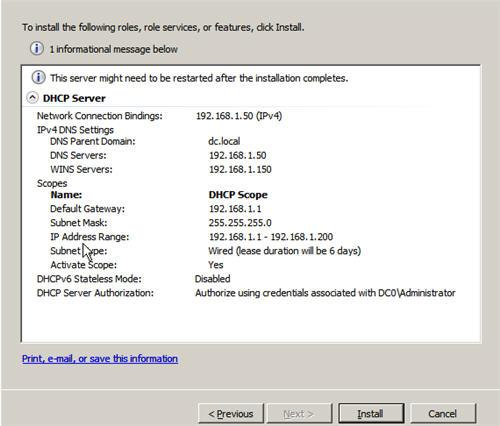 To install the following roles, role services, or features, click Install.
1 informational message below
This server might need to be restarted after the installation completes.
DHCP Server
Network Connection Bindings: 192.168.1.50 (IPv4)
IPv4 DNS Settings
DNS Parent Domain: dc.local
DNS Servers: 192.168.1.50
WINS Servers: 192.168.1.150
Scopes
Name: DHCP Scope
Default Gateway: 192.168.1.1
Subnet Mask: 255.255.255.0
IP Address Range: 192.168.1.1 - 192.168.1.200
Subnet Type: Wired (lease duration will be 6 days)
Activate Scope: Yes
DHCPv6 Stateless Mode: Disabled
DHCP Server Authorization: Authorize using credentials associated with DC0\Administrator
Print, e-mail, or save this information
< Previous Next > Install Cancel